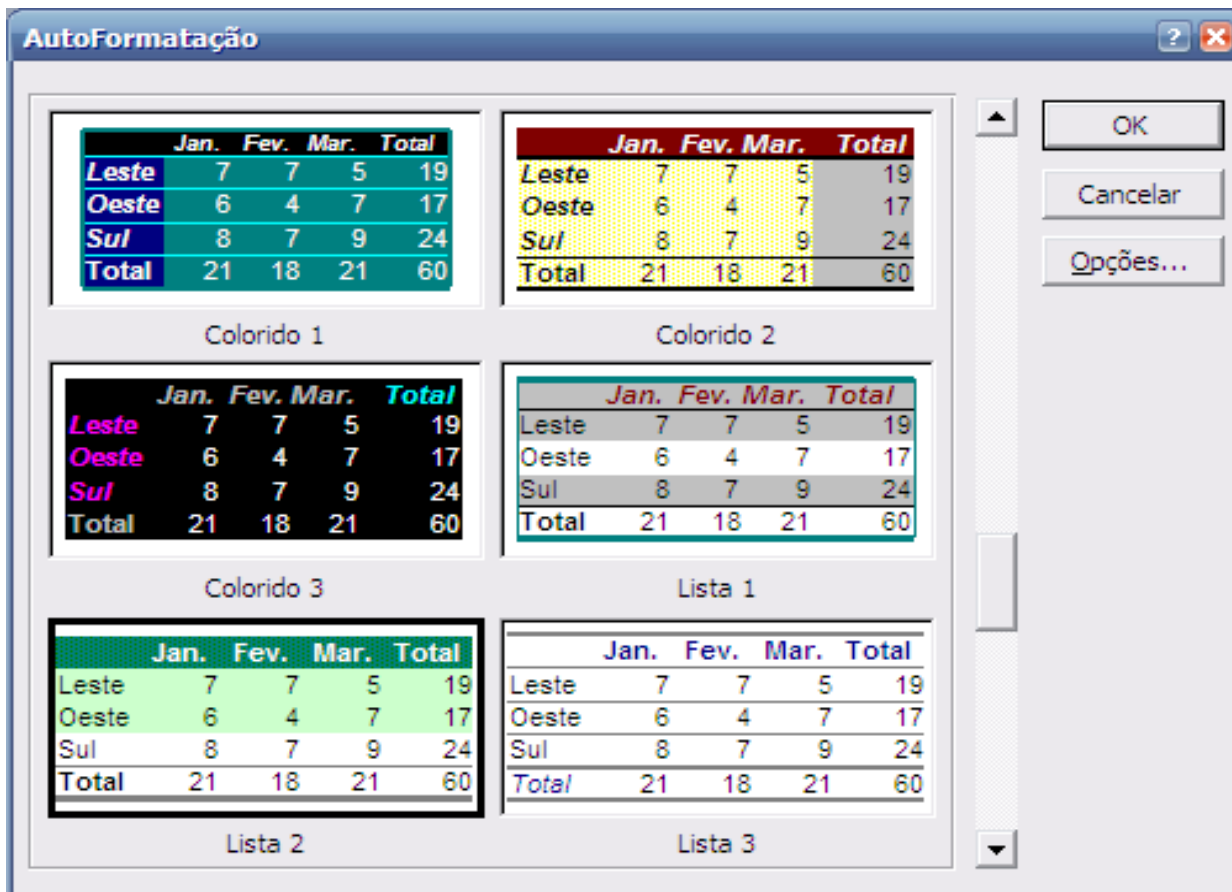 AutoFormatação
Jan. Fev. Mar. Total
Leste 7 7 5 19
Oeste 6 4 7 17
Sul 8 7 9 24
Total 21 18 21 60
Colorido 1
Jan. Fev. Mar. Total
Leste 7 7 5 19
Oeste 6 4 7 17
Sul 8 7 9 24
Total 21 18 21 60
Colorido 2
Jan. Fev. Mar. Total
Leste 7 7 5 19
Oeste 6 4 7 17
Sul 8 7 9 24
Total 21 18 21 60
Colorido 3
Jan. Fev. Mar. Total
Leste 7 7 5 19
Oeste 6 4 7 17
Sul 8 7 9 24
Total 21 18 21 60
Lista 1
Jan. Fev. Mar. Total
Leste 7 7 5 19
Oeste 6 4 7 17
Sul 8 7 9 24
Total 21 18 21 60
Lista 2
Jan. Fev. Mar. Total
Leste 7 7 5 19
Oeste 6 4 7 17
Sul 8 7 9 24
Total 21 18 21 60
Lista 3
OK
Cancelar
Opções...